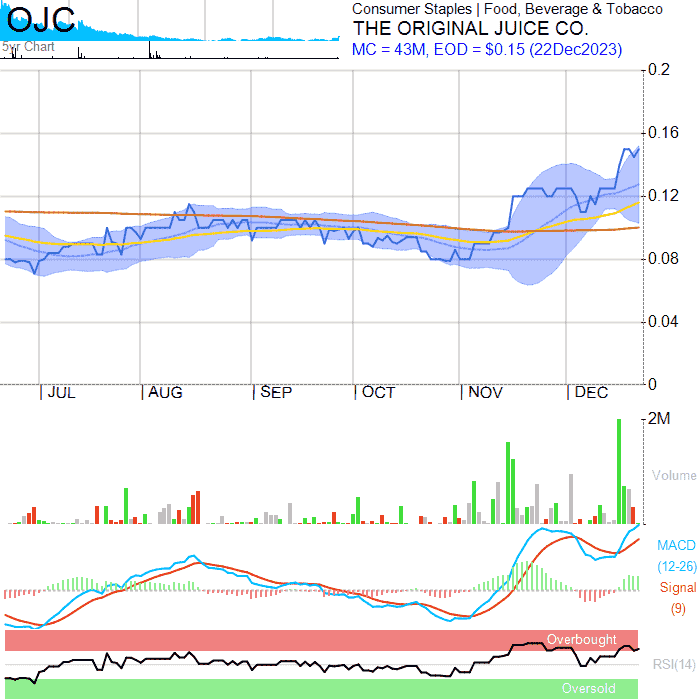 OJC
5yr Chart
Consumer Staples | Food, Beverage & Tobacco
THE ORIGINAL JUICE CO.
MC = 43M, EOD = $0.15 (22Dec2023)
0.2
0.16
0.12
0.08
0.04
0
| JUL | AUG | SEP | OCT | NOV | DEC
2M
Volume
MACD
(12-26)
Signal
(9)
Overbought
RSI(14)
Oversold